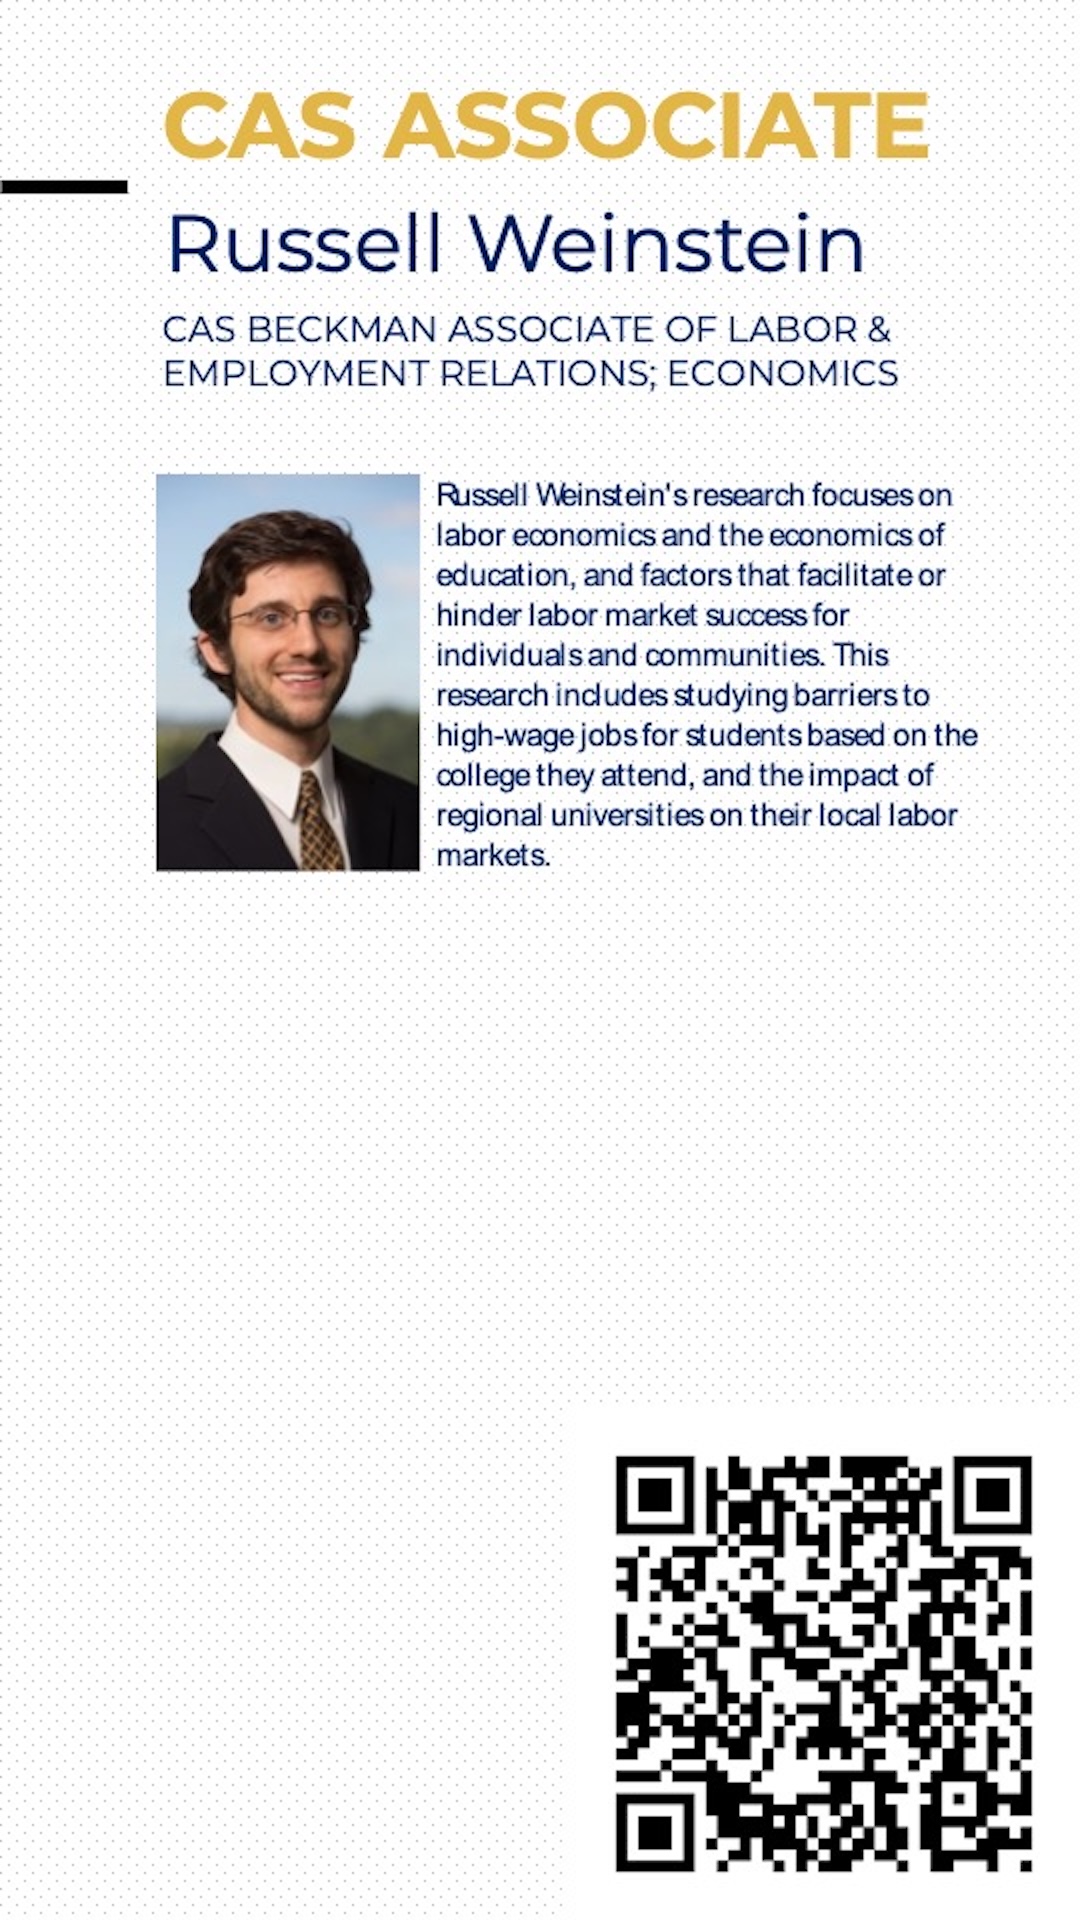 CAS ASSOCIATE
Russell Weinstein
CAS BECKMAN ASSOCIATE OF LABOR &
EMPLOYMENT RELATIONS; ECONOMICS
Russell Weinstein's research focuses on
labor economics and the economics of
education, and factors that facilitate or
hinder labor market success for
individuals and communities. This
research includes studying barriers to
high-wage jobs for students based on the
college they attend, and the impact of
regional universities on their local labor
markets.